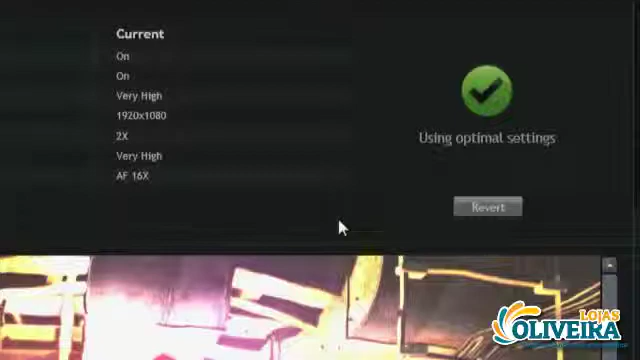 Current
On
On
Very High
1920x1080
2X
Very High
AF 16X
Using optimal settings
Revert
LOJAS
OLIVEIRA